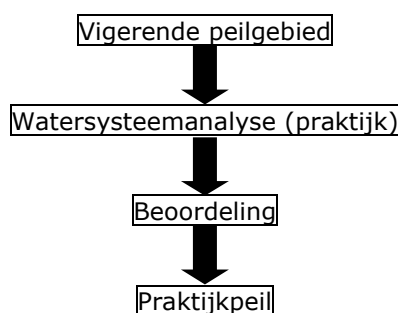 Vigerende peilgebied
Watersysteemanalyse (praktijk)
Beoordeling
Praktijkpeil